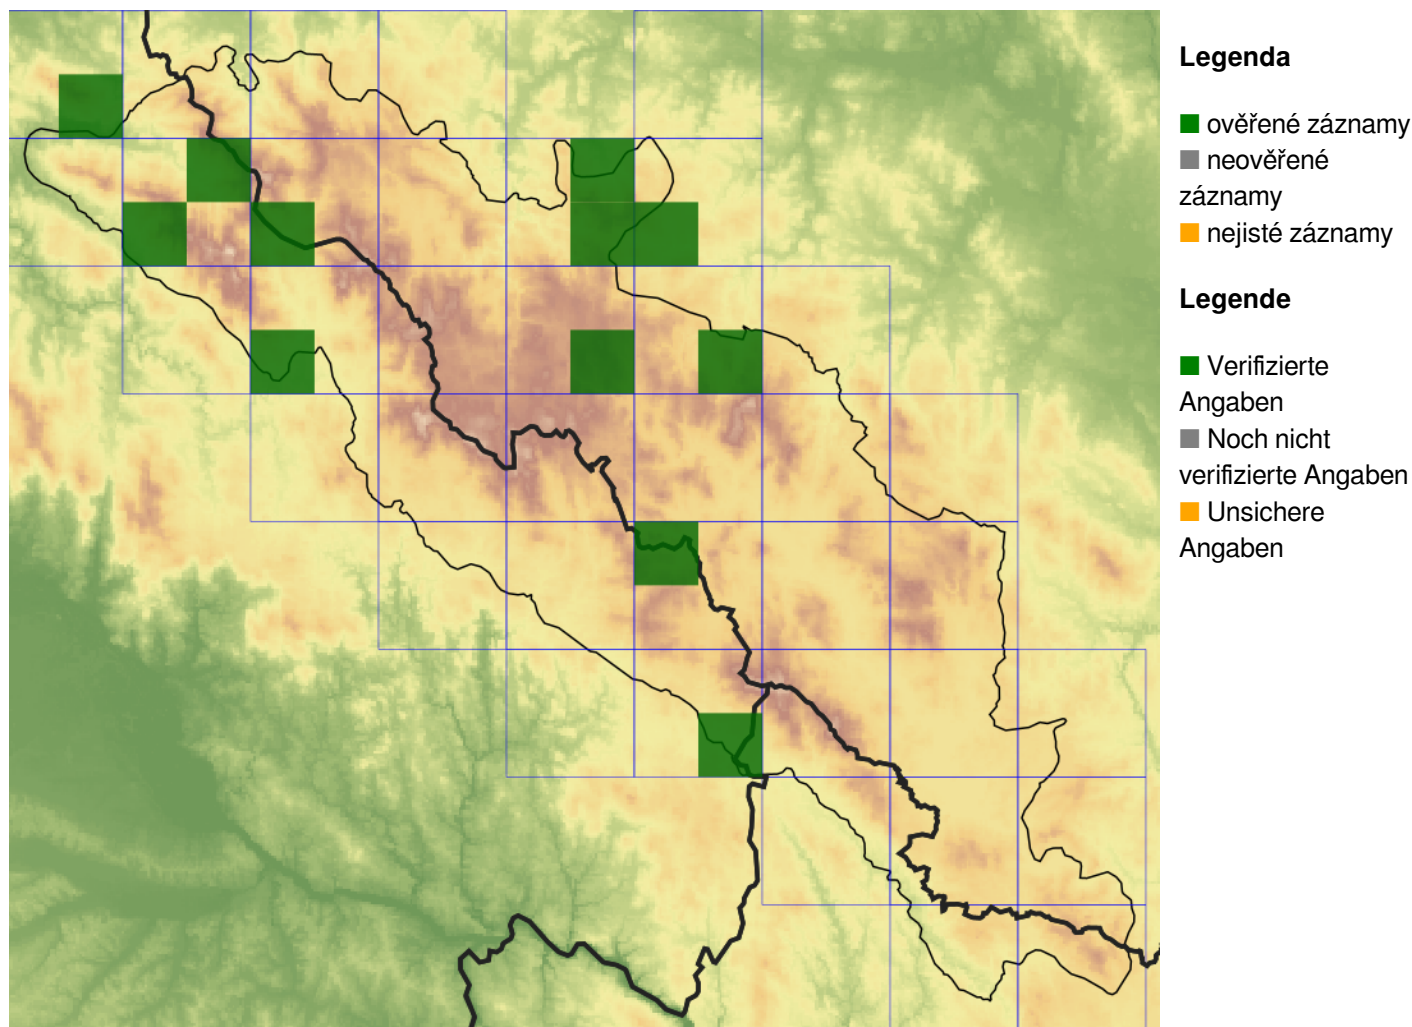 Legenda
ověřené záznamy
neověřené
záznamy
nejisté záznamy
Legende
Verifizierte
Angaben
Noch nicht
verifizierte Angaben
Unsichere
Angaben